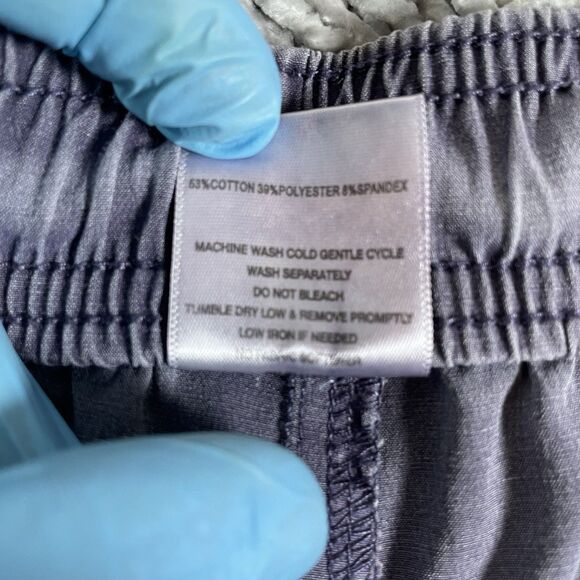 53%COTTON 39%POLYESTER 8%SPANDEX
MACHINE WASH COLD GENTLE CYCLE
WASH SEPARATELY
DO NOT BLEACH
TUMBLE DRY LOW & REMOVE PROMPTLY
LOW IRON IF NEEDED